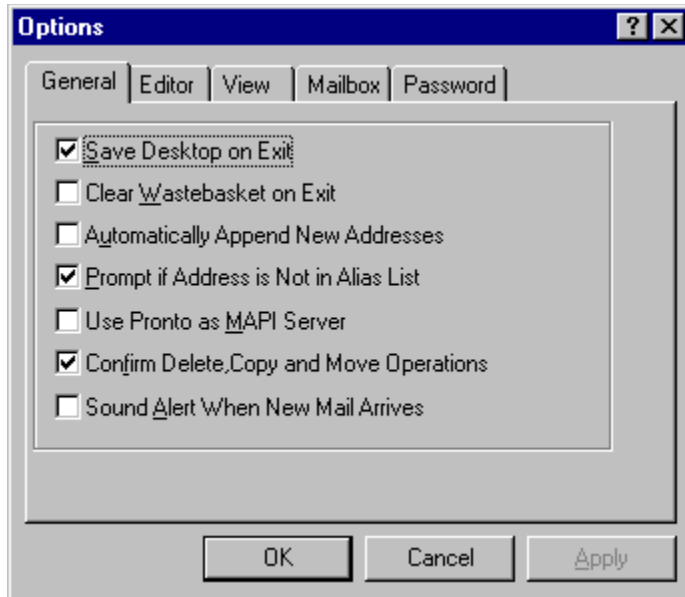 Options
General Editor View Mailbox Password
Save Desktop on Exit
Clear Wastebasket on Exit
Automatically Append New Addresses
Prompt if Address is Not in Alias List
Use Pronto as MAPI Server
Confirm Delete,Copy and Move Operations
Sound Alert When New Mail Arrives
OK Cancel Apply